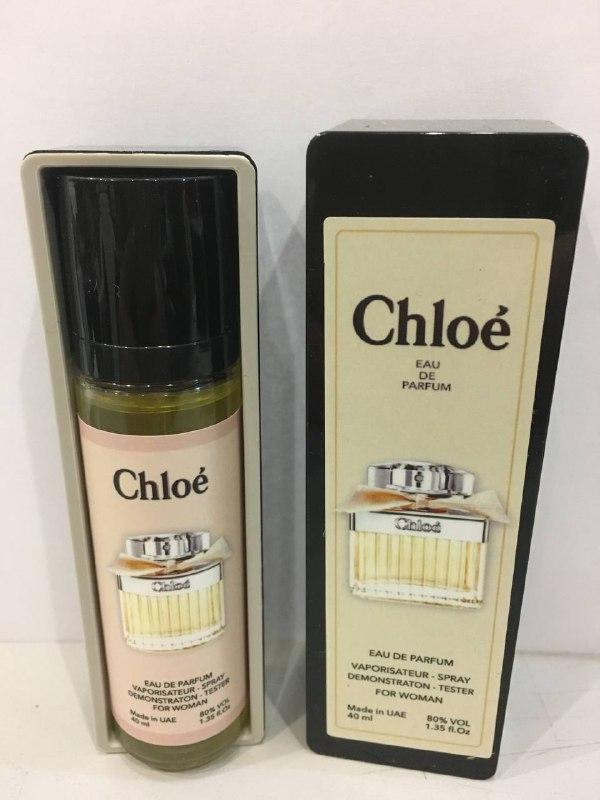 Chloé
Chloé
EAU DE PARFUM
VAPORISATEUR - SPRAY
DEMONSTRATON - TESTER
FOR WOMAN
Made in UAE 80% VOL
40 ml 1.35 fl.Oz
Chloé
EAU
DE
PARFUM
Chloé
EAU DE PARFUM
VAPORISATEUR - SPRAY
DEMONSTRATON - TESTER
FOR WOMAN
Made in UAE 80% VOL
40 ml 1.35 fl.Oz